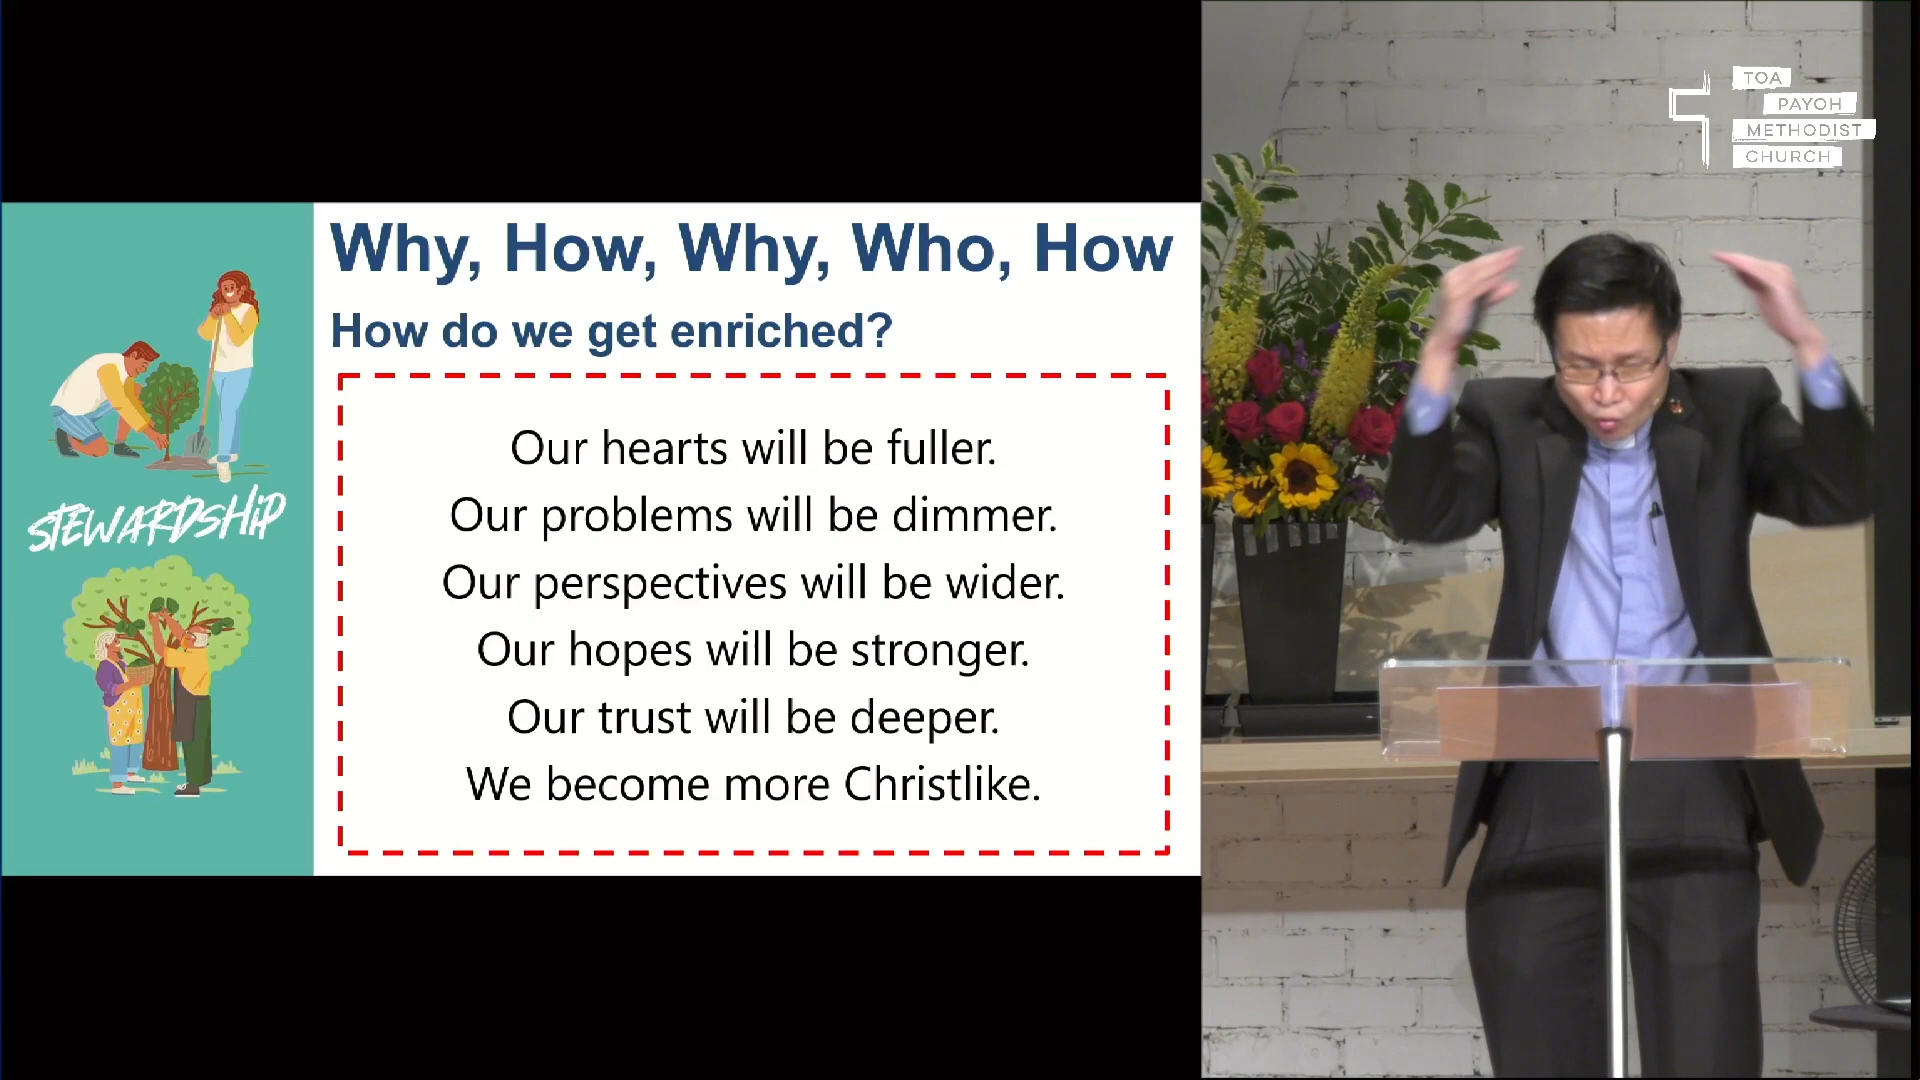 Why, How, Why, Who, How
How do we get enriched?
Our hearts will be fuller.
Our problems will be dimmer.
Our perspectives will be wider.
Our hopes will be stronger.
Our trust will be deeper.
We become more Christlike.
STEWARDSHiP
TOA
PAYOH
METHODIST
CHURCH